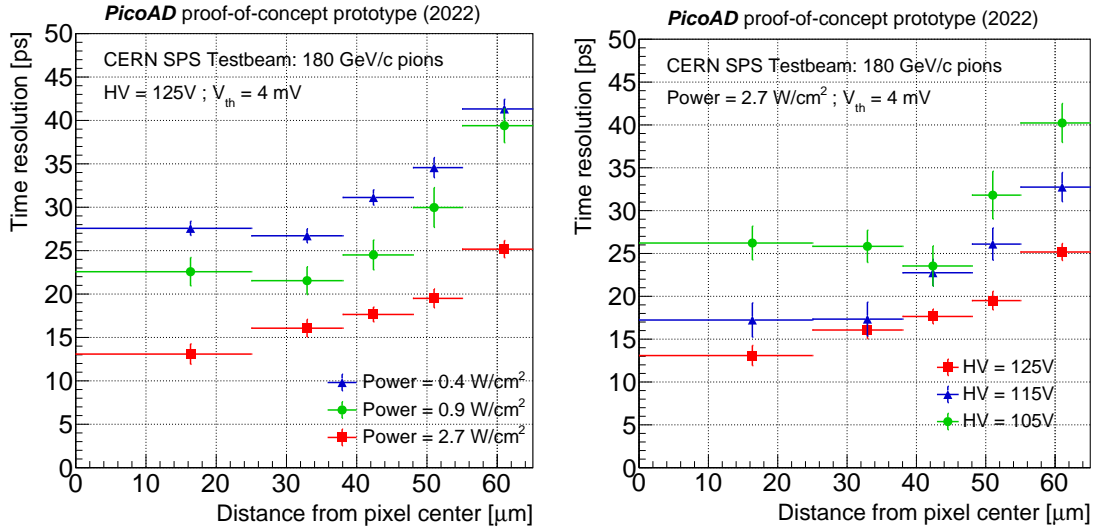 PicoAD proof-of-concept prototype (2022)
Time resolution [ps]
50
45
40
35
30
25
20
15
10
5
0
CERN SPS Testbeam: 180 GeV/c pions
HV = 125V ; Vth = 4 mV
Power = 0.4 W/cm2
Power = 0.9 W/cm2
Power = 2.7 W/cm2
0 10 20 30 40 50 60
Distance from pixel center [μm]
PicoAD proof-of-concept prototype (2022)
Time resolution [ps]
50
45
40
35
30
25
20
15
10
5
0
CERN SPS Testbeam: 180 GeV/c pions
Power = 2.7 W/cm2 ; Vth = 4 mV
HV = 125V
HV = 115V
HV = 105V
0 10 20 30 40 50 60
Distance from pixel center [μm]